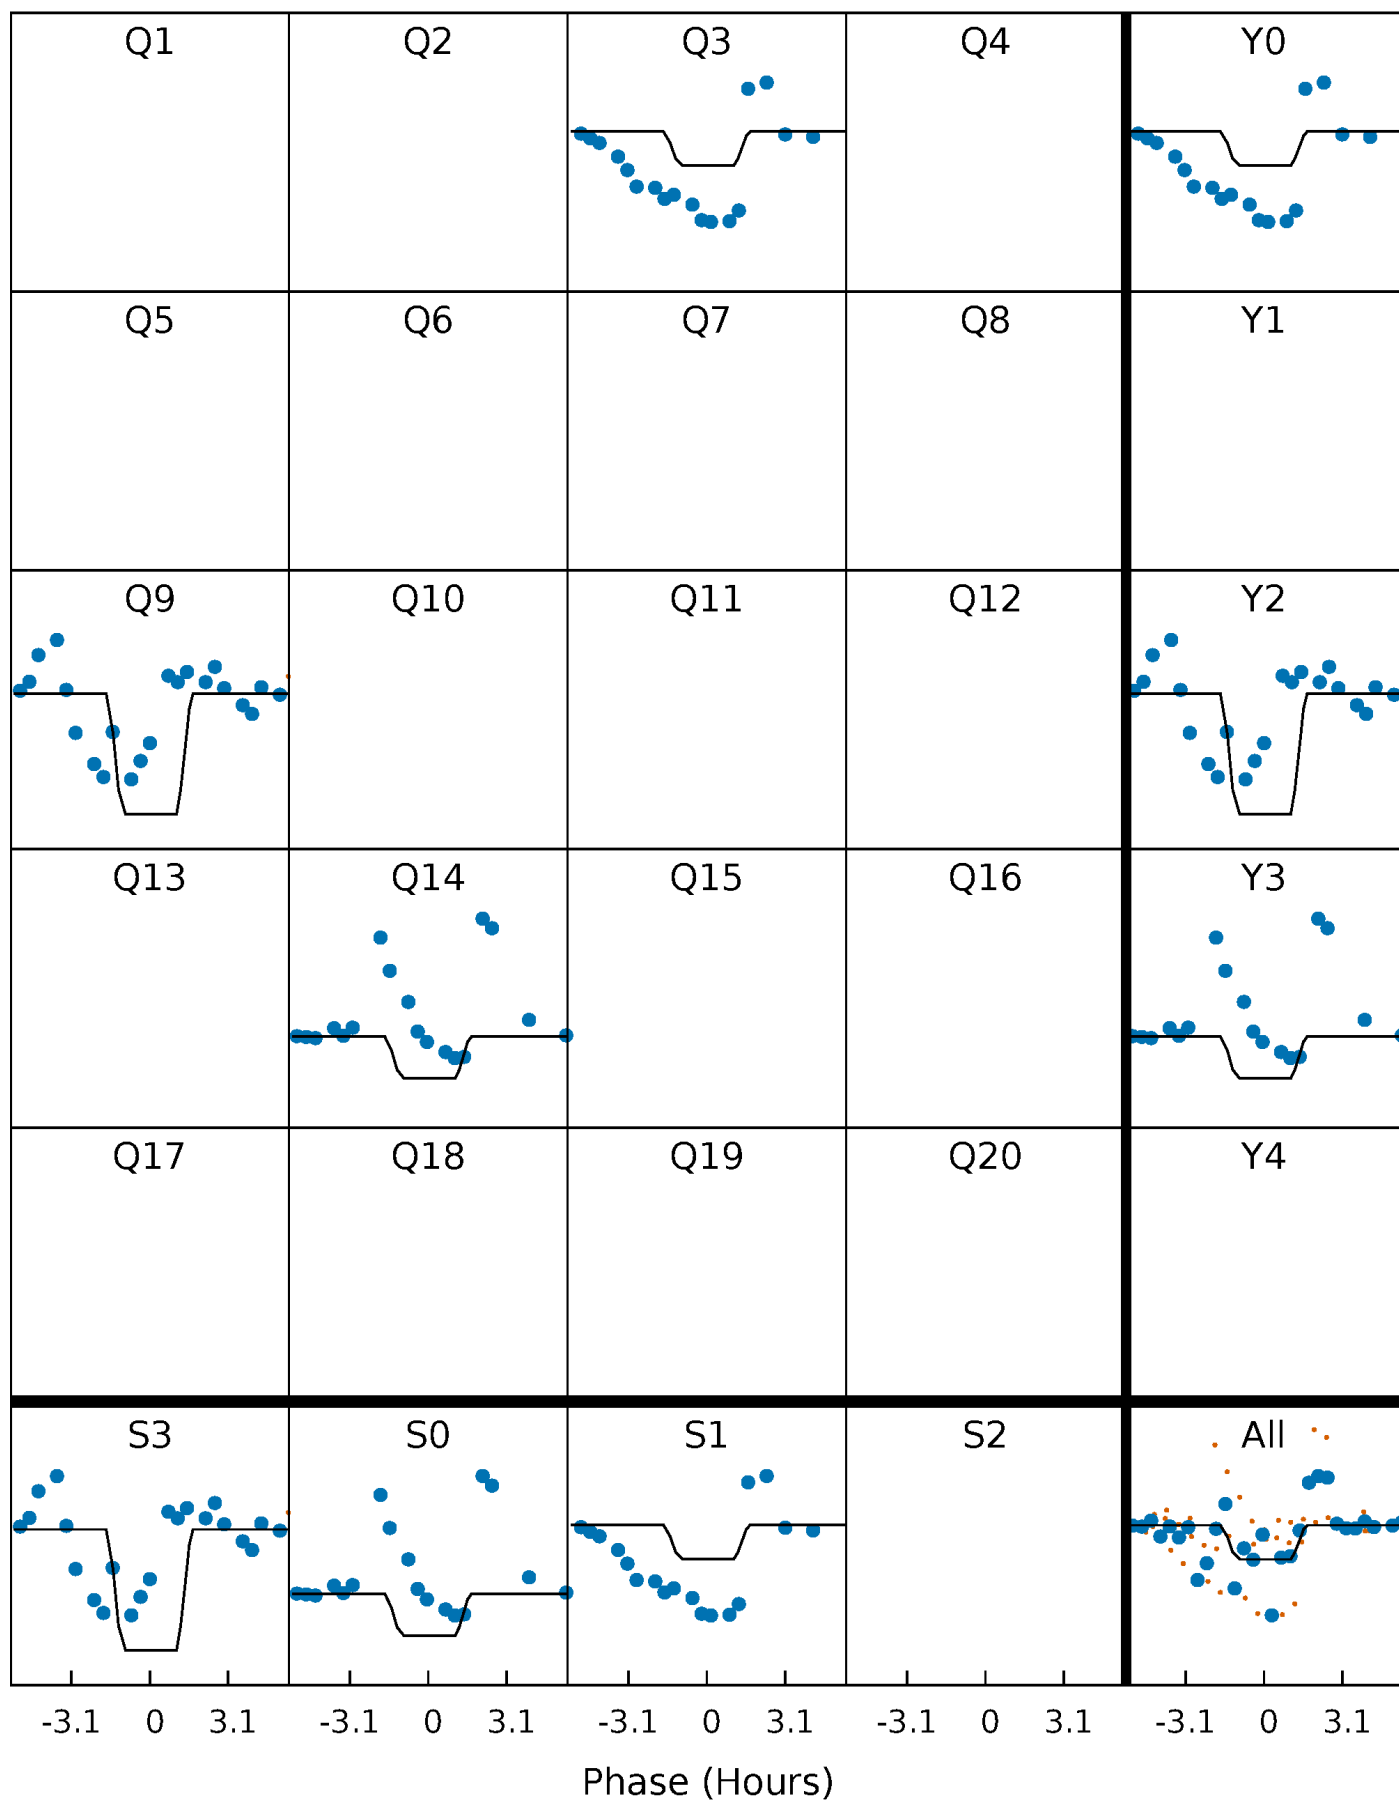 Q1 Q2 Q3 Q4 Y0
Q5 Q6 Q7 Q8 Y1
Q9 Q10 Q11 Q12 Y2
Q13 Q14 Q15 Q16 Y3
Q17 Q18 Q19 Q20 Y4
S3 S0 S1 S2 All
-3.1 0 3.1 -3.1 0 3.1 -3.1 0 3.1 -3.1 0 3.1 -3.1 0 3.1
Phase (Hours)